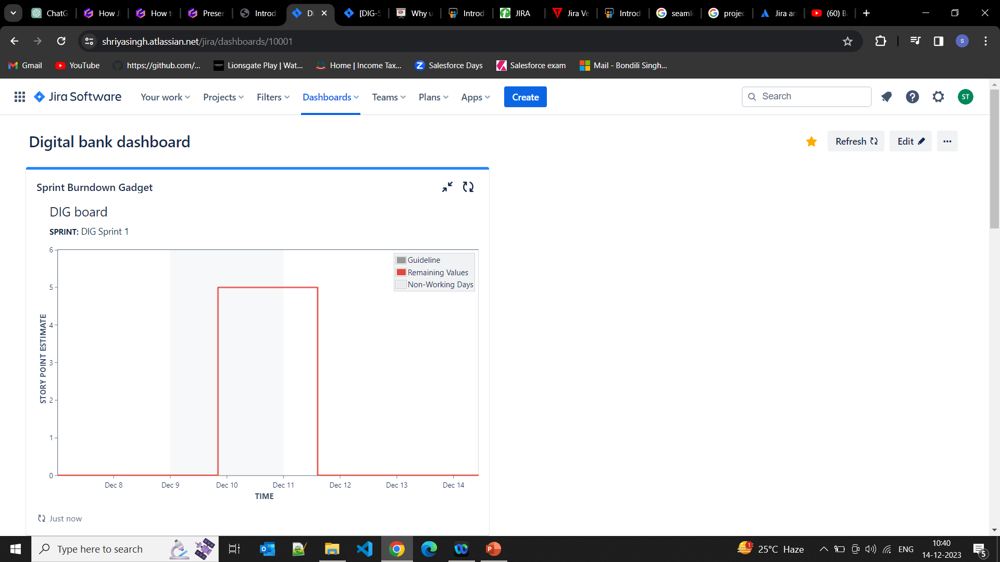 ChatG
How Ji
How to
Preser
Introd
Di
[DIG-5
Why u
Introd
JIRA
Jira Ve
Introd
seaml
projec
Jira an
(60) Ba
shriyasingh.atlassian.net/jira/dashboards/10001
S
Gmail
YouTube
https://github.com/...
Lionsgate Play | Wat...
Home | Income Tax...
Salesforce Days
Salesforce exam
Mail - Bondili Singh...
Jira Software
Your work
Projects
Filters
Dashboards
Teams
Plans
Apps
Create
Search
ST
Digital bank dashboard
Refresh
Edit
Sprint Burndown Gadget
DIG board
SPRINT: DIG Sprint 1
6
5
4
3
2
1
0
STORY POINT ESTIMATE
Guideline
Remaining Values
Non-Working Days
Dec 8
Dec 9
Dec 10
Dec 11
Dec 12
Dec 13
Dec 14
TIME
Just now
Type here to search
1
25°C Haze
ENG
10:40
14-12-2023
5